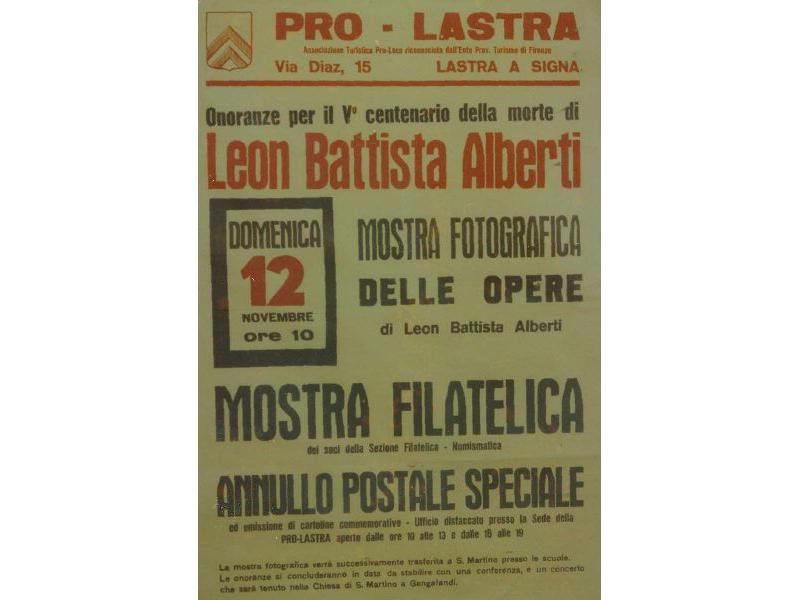 PRO - LASTRA
Associazione Turistica Pro-Loco riconosciuta dall'Ente Prov. Turismo di Firenze
Via Diaz, 15 LASTRA A SIGNA
Onoranze per il Vº centenario della morte di
Leon Battista Alberti
DOMENICA
12
NOVEMBRE
ore 10
MOSTRA FOTOGRAFICA
DELLE OPERE
di Leon Battista Alberti
MOSTRA FILATELICA
dei soci della Sezione Filatelica - Numismatica
ANNULLO POSTALE SPECIALE
ed emissione di cartoline commemorative - Ufficio distaccato presso la Sede della
PRO-LASTRA aperto dalle ore 10 alle 13 e dalle 16 alle 19
La mostra fotografica verrà successivamente trasferita a S. Martino presso le scuole.
Le onoranze si concluderanno in data da stabilire con una conferenza, e un concerto
che sarà tenuto nella Chiesa di S. Martino a Gangalandi.